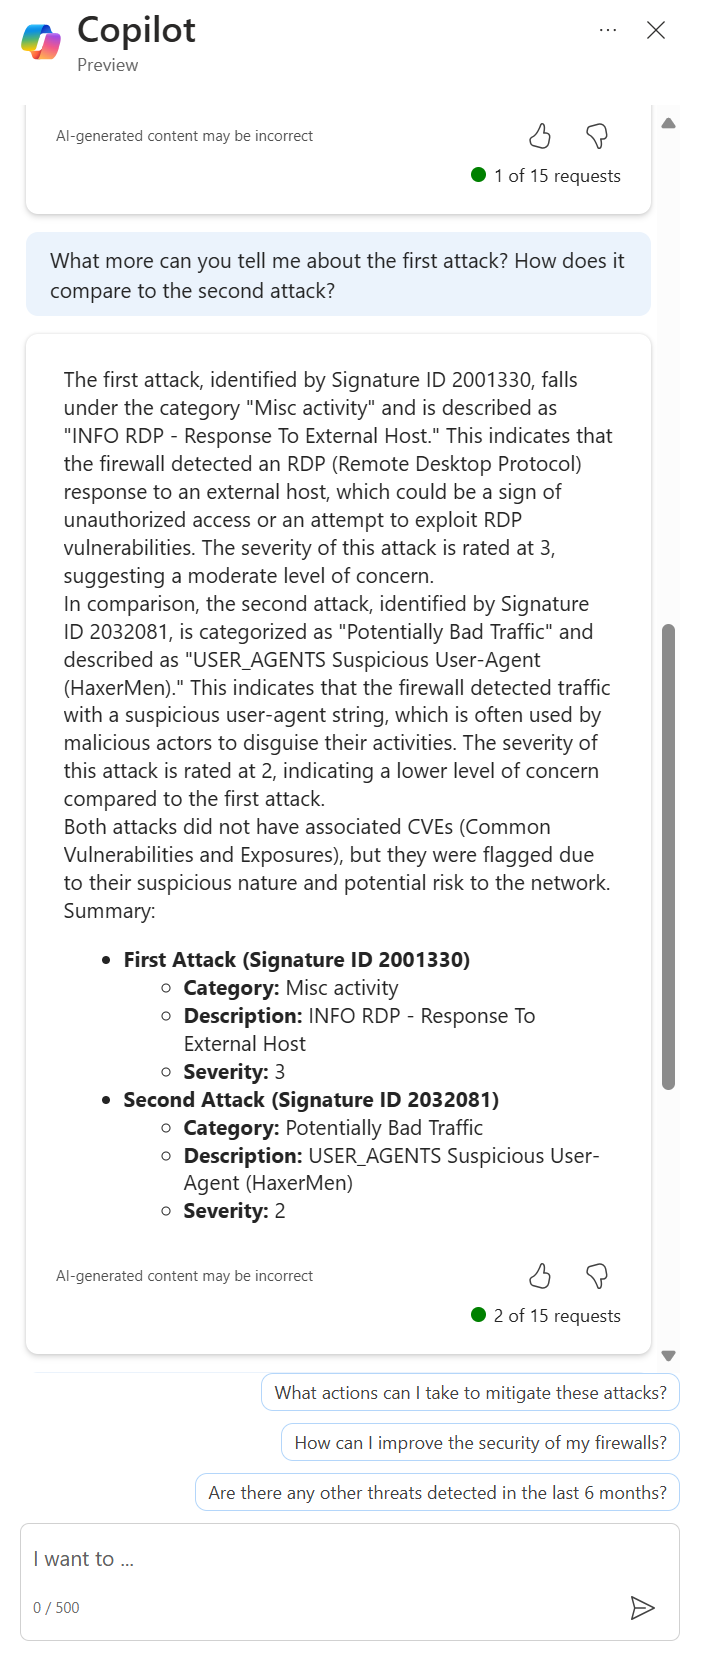 Copilot
Preview
AI-generated content may be incorrect
1 of 15 requests
What more can you tell me about the first attack? How does it
compare to the second attack?
The first attack, identified by Signature ID 2001330, falls
under the category "Misc activity" and is described as
"INFO RDP - Response To External Host." This indicates that
the firewall detected an RDP (Remote Desktop Protocol)
response to an external host, which could be a sign of
unauthorized access or an attempt to exploit RDP
vulnerabilities. The severity of this attack is rated at 3,
suggesting a moderate level of concern.
In comparison, the second attack, identified by Signature
ID 2032081, is categorized as "Potentially Bad Traffic" and
described as "USER_AGENTS Suspicious User-Agent
(HaxerMen)." This indicates that the firewall detected traffic
with a suspicious user-agent string, which is often used by
malicious actors to disguise their activities. The severity of
this attack is rated at 2, indicating a lower level of concern
compared to the first attack.
Both attacks did not have associated CVEs (Common
Vulnerabilities and Exposures), but they were flagged due
to their suspicious nature and potential risk to the network.
Summary:
• First Attack (Signature ID 2001330)
○ Category: Misc activity
○ Description: INFO RDP - Response To
External Host
○ Severity: 3
• Second Attack (Signature ID 2032081)
○ Category: Potentially Bad Traffic
○ Description: USER_AGENTS Suspicious User-
Agent (HaxerMen)
○ Severity: 2
AI-generated content may be incorrect
2 of 15 requests
What actions can I take to mitigate these attacks?
How can I improve the security of my firewalls?
Are there any other threats detected in the last 6 months?
I want to ...
0 / 500